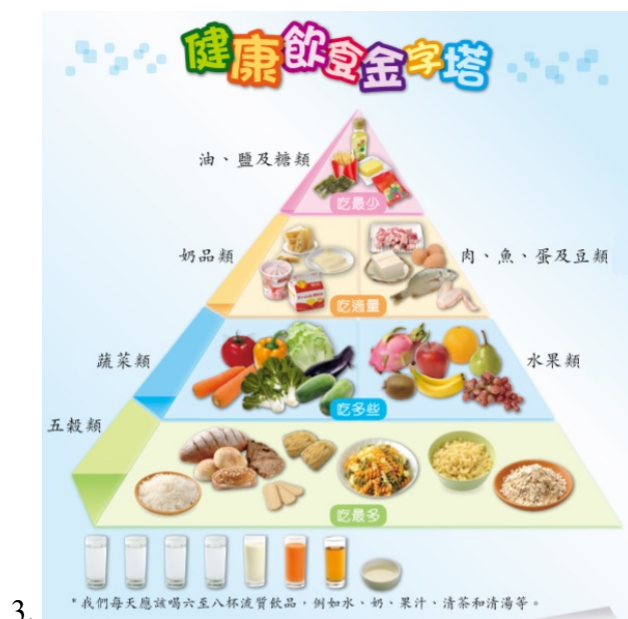 健康飲食金字塔
油、鹽及糖類
吃最少
奶品類
肉、魚、蛋及豆類
吃適量
蔬菜類
水果類
吃多些
五穀類
吃最多
*我們每天應該喝六至八杯流質飲品，例如水、奶、果汁、清茶和清湯等。
3.